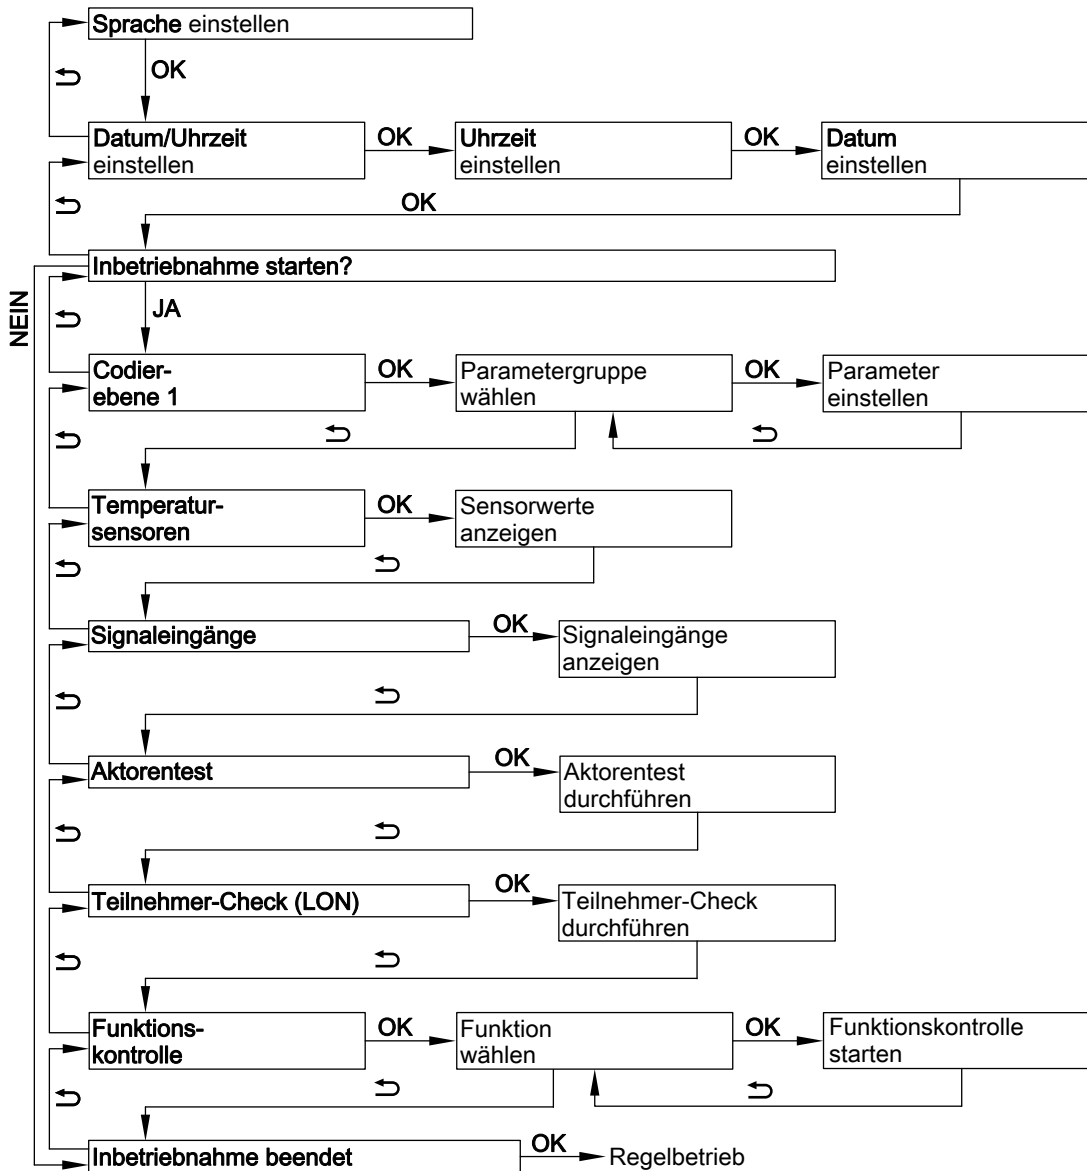 Sprache einstellen
OK
Datum/Uhrzeit
einstellen
OK
Uhrzeit
einstellen
OK
Datum
einstellen
OK
Inbetriebnahme starten?
NEIN
JA
Codier-
ebene 1
OK
Parametergruppe
wählen
OK
Parameter
einstellen
Temperatur-
sensoren
OK
Sensorwerte
anzeigen
Signaleingänge
OK
Signaleingänge
anzeigen
Aktorentest
OK
Aktorentest
durchführen
Teilnehmer-Check (LON)
OK
Teilnehmer-Check
durchführen
Funktions-
kontrolle
OK
Funktion
wählen
OK
Funktionskontrolle
starten
Inbetriebnahme beendet
OK
Regelbetrieb